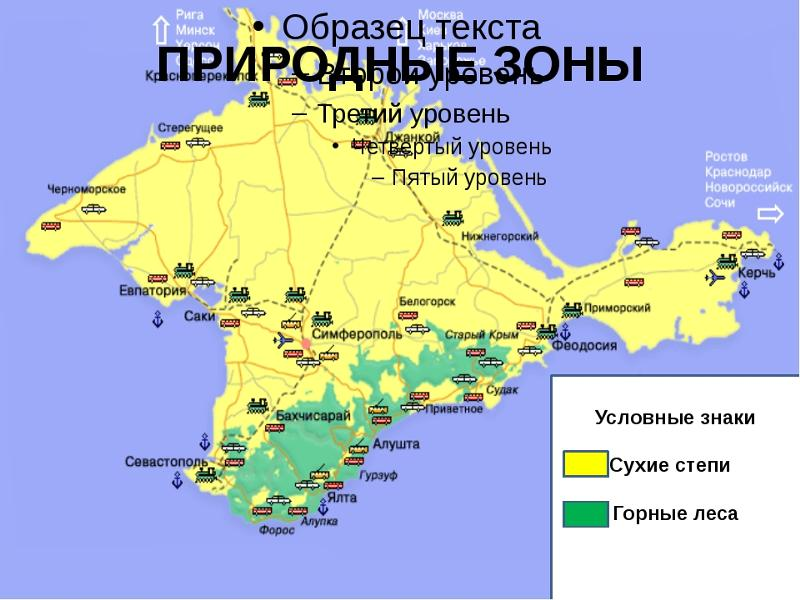 • Образец текста
ПРИРОДНЫЕ ЗОНЫ
– Второй уровень
– Третий уровень
• Четвертый уровень
– Пятый уровень
Рига
Минск
Херсон
Москва
Киев
Харьков
Красноперекопск
Джанкой
Стерегущее
Черноморское
Ростов
Краснодар
Новороссийск
Сочи
Нижнегорский
Керчь
Евпатория
Саки
Белогорск
Приморский
Симферополь
Старый Крым
Феодосия
Судак
Приветное
Бахчисарай
Алушта
Севастополь
Гурзуф
Ялта
Алупка
Форос
Условные знаки
Сухие степи
Горные леса